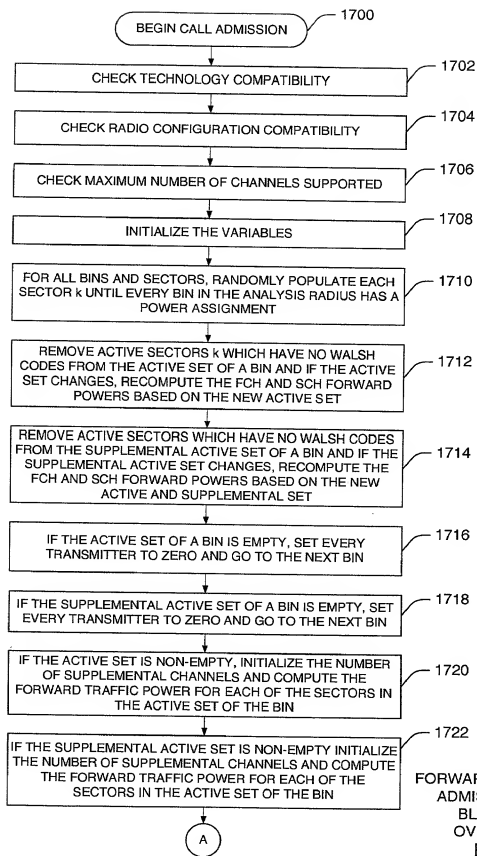 BEGIN CALL ADMISSION
1700
CHECK TECHNOLOGY COMPATIBILITY
1702
CHECK RADIO CONFIGURATION COMPATIBILITY
1704
CHECK MAXIMUM NUMBER OF CHANNELS SUPPORTED
1706
INITIALIZE THE VARIABLES
1708
FOR ALL BINS AND SECTORS, RANDOMLY POPULATE EACH
SECTOR k UNTIL EVERY BIN IN THE ANALYSIS RADIUS HAS A
POWER ASSIGNMENT
1710
REMOVE ACTIVE SECTORS k WHICH HAVE NO WALSH
CODES FROM THE ACTIVE SET OF A BIN AND IF THE ACTIVE
SET CHANGES, RECOMPUTE THE FCH AND SCH FORWARD
POWERS BASED ON THE NEW ACTIVE SET
1712
REMOVE ACTIVE SECTORS WHICH HAVE NO WALSH CODES
FROM THE SUPPLEMENTAL ACTIVE SET OF A BIN AND IF THE
SUPPLEMENTAL ACTIVE SET CHANGES, RECOMPUTE THE
FCH AND SCH FORWARD POWERS BASED ON THE NEW
ACTIVE AND SUPPLEMENTAL SET
1714
IF THE ACTIVE SET OF A BIN IS EMPTY, SET EVERY
TRANSMITTER TO ZERO AND GO TO THE NEXT BIN
1716
IF THE SUPPLEMENTAL ACTIVE SET OF A BIN IS EMPTY, SET
EVERY TRANSMITTER TO ZERO AND GO TO THE NEXT BIN
1718
IF THE ACTIVE SET IS NON-EMPTY, INITIALIZE THE NUMBER
OF SUPPLEMENTAL CHANNELS AND COMPUTE THE
FORWARD TRAFFIC POWER FOR EACH OF THE SECTORS IN
THE ACTIVE SET OF THE BIN
1720
IF THE SUPPLEMENTAL ACTIVE SET IS NON-EMPTY INITIALIZE
THE NUMBER OF SUPPLEMENTAL CHANNELS AND COMPUTE
THE FORWARD TRAFFIC POWER FOR EACH OF THE
SECTORS IN THE ACTIVE SET OF THE BIN
1722
A
FORWAR
ADMIS
BL
OV